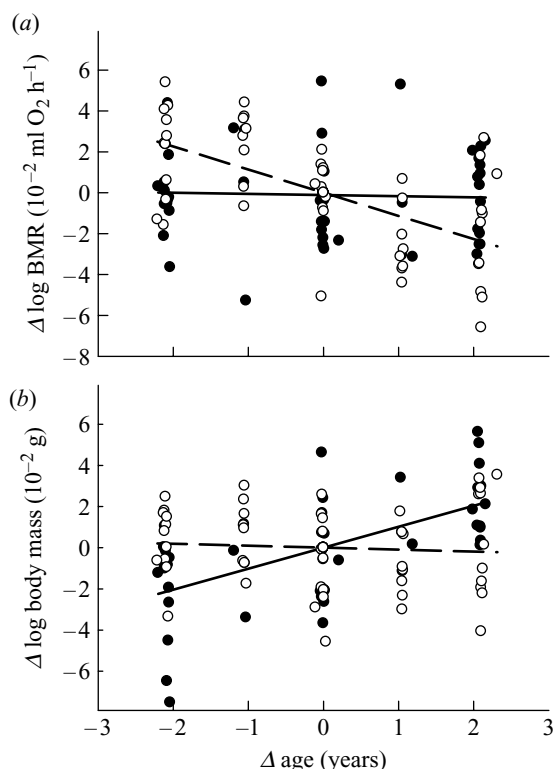 (a)
6
4
2
0
−2
−4
−6
−8
Δ log BMR (10⁻² ml O₂ h⁻¹)
(b)
6
4
2
0
−2
−4
−6
Δ log body mass (10⁻² g)
−3 −2 −1 0 1 2 3
Δ age (years)